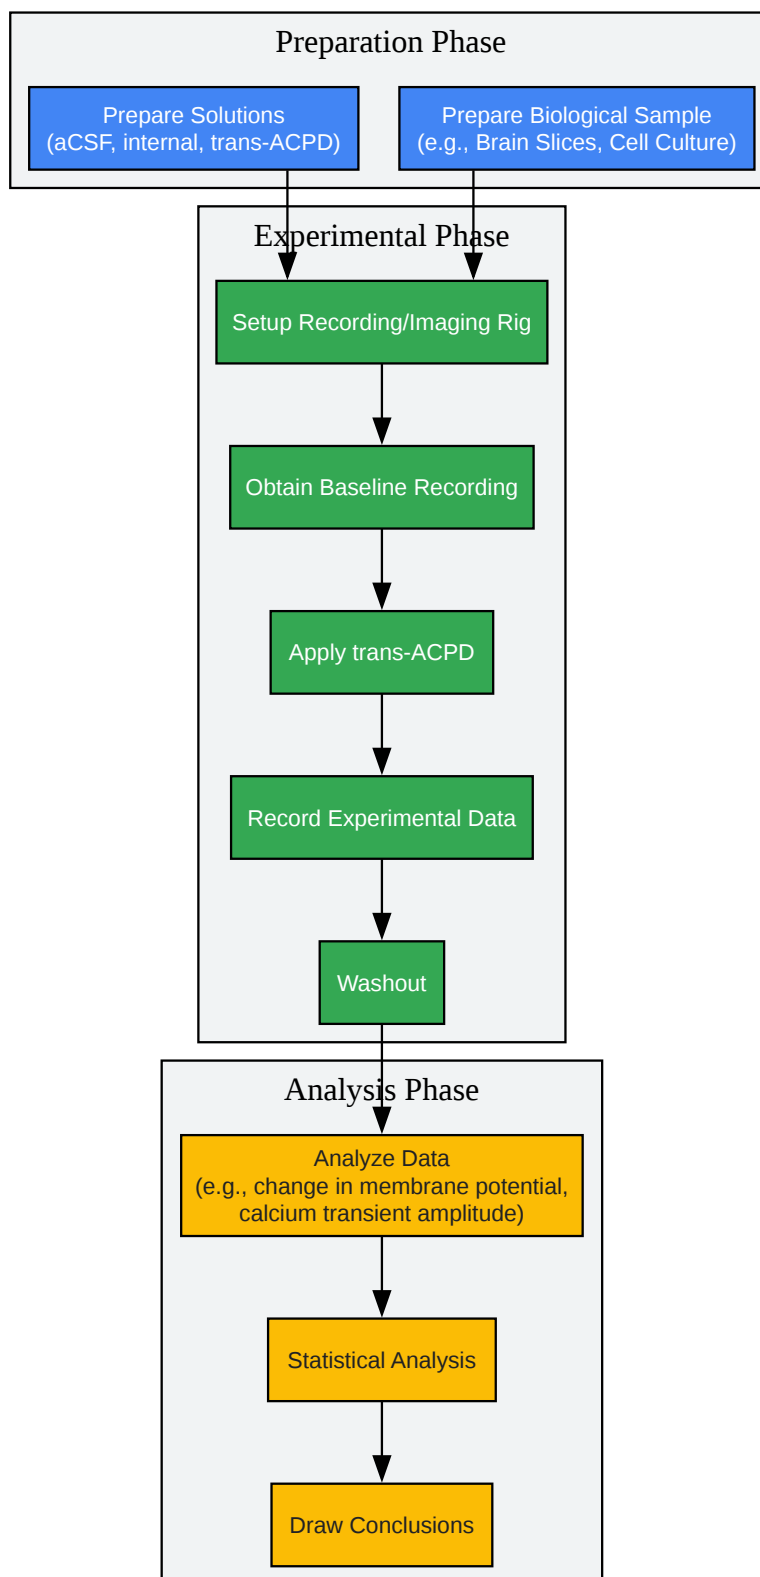 Preparation Phase
Prepare Solutions
(aCSF, internal, trans-ACPD)
Prepare Biological Sample
(e.g., Brain Slices, Cell Culture)
Experimental Phase
Setup Recording/Imaging Rig
Obtain Baseline Recording
Apply trans-ACPD
Record Experimental Data
Washout
Analysis Phase
Analyze Data
(e.g., change in membrane potential,
calcium transient amplitude)
Statistical Analysis
Draw Conclusions